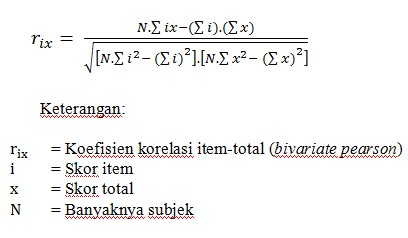 r_ix = N.∑ ix−(∑ i).(∑ x) / √[N.∑ i²− (∑ i)²].[N.∑ x²− (∑ x)²]
Keterangan:
r_ix = Koefisien korelasi item-total (bivariate pearson)
i = Skor item
x = Skor total
N = Banyaknya subjek